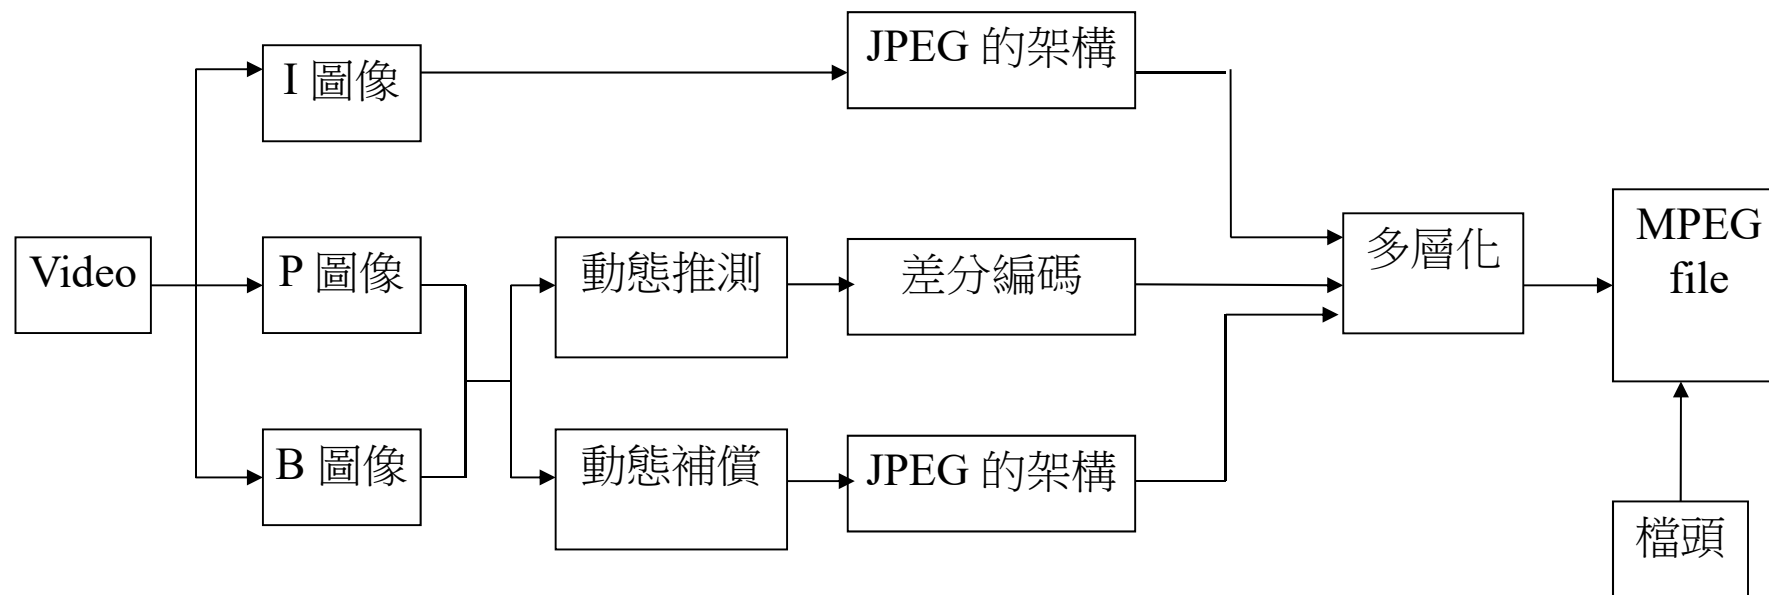 I 圖像
JPEG 的架構
Video
P 圖像
動態推測
差分編碼
多層化
MPEG
file
B 圖像
動態補償
JPEG 的架構
檔頭